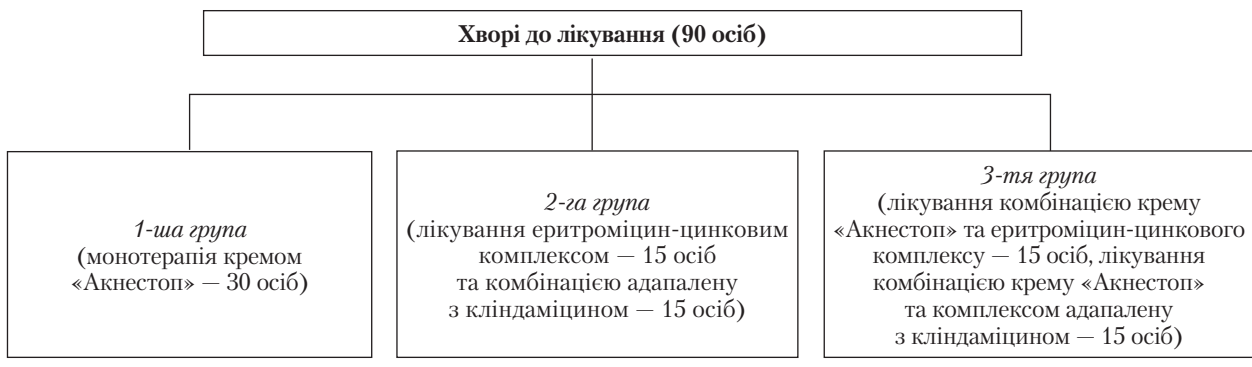 Хворі до лікування (90 осіб)
1-ша група
(монотерапія кремом
«Акнестоп» — 30 осіб)
2-га група
(лікування еритроміцин-цинковим
комплексом — 15 осіб
та комбінацією адапалену
з кліндаміцином — 15 осіб)
3-тя група
(лікування комбінацією крему
«Акнестоп» та еритроміцин-цинкового
комплексу — 15 осіб, лікування
комбінацією крему «Акнестоп»
та комплексом адапалену
з кліндаміцином — 15 осіб)